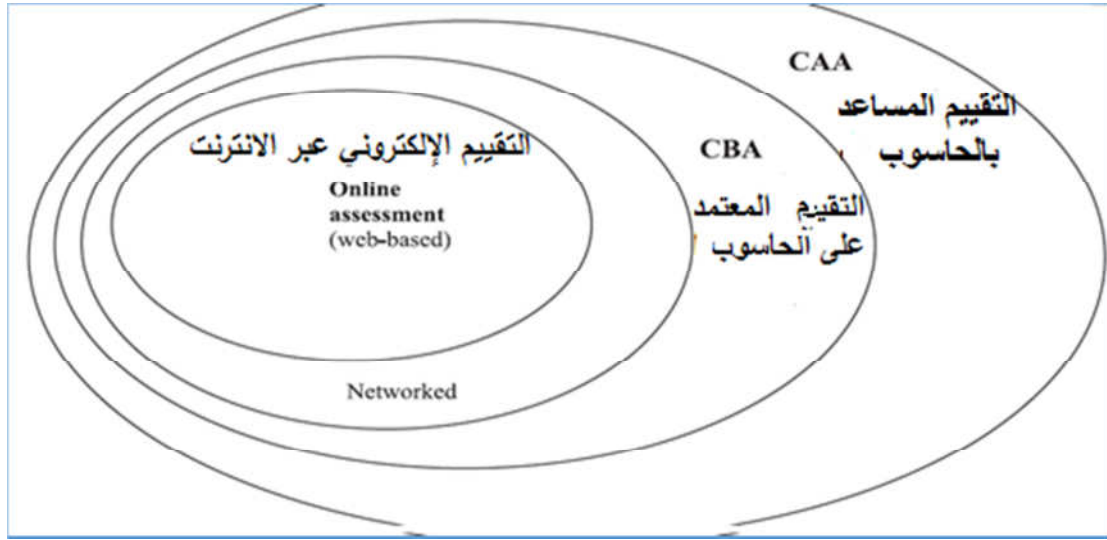 CAA
التقييم المساعد
بالحاسوب
CBA
التقييم المعتمد
على الحاسوب
التقييم الإلكتروني عبر الانترنت
Online
assessment
(web-based)
Networked